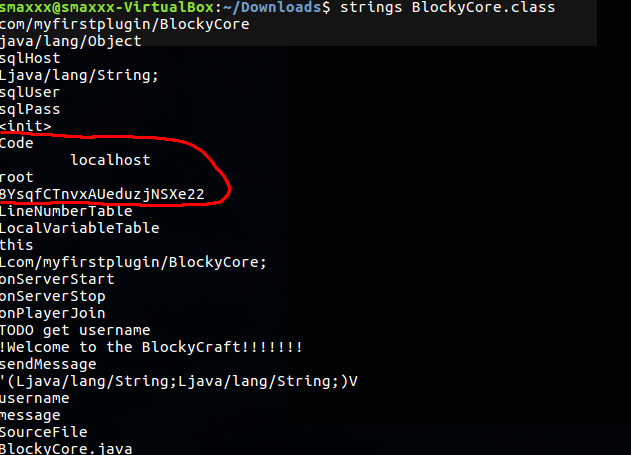 smaxxx@smaxxx-VirtualBox:~/Downloads$ strings BlockyCore.class
com/myfirstplugin/BlockyCore
java/lang/Object
sqlHost
Ljava/lang/String;
sqlUser
sqlPass
<init>
Code
localhost
root
8YsqfCTnvxAUeduzjNSXe22
LineNumberTable
LocalVariableTable
this
Lcom/myfirstplugin/BlockyCore;
onServerStart
onServerStop
onPlayerJoin
TODO get username
!Welcome to the BlockyCraft!!!!!!!
sendMessage
'(Ljava/lang/String;Ljava/lang/String;)V
username
message
SourceFile
BlockyCore.java